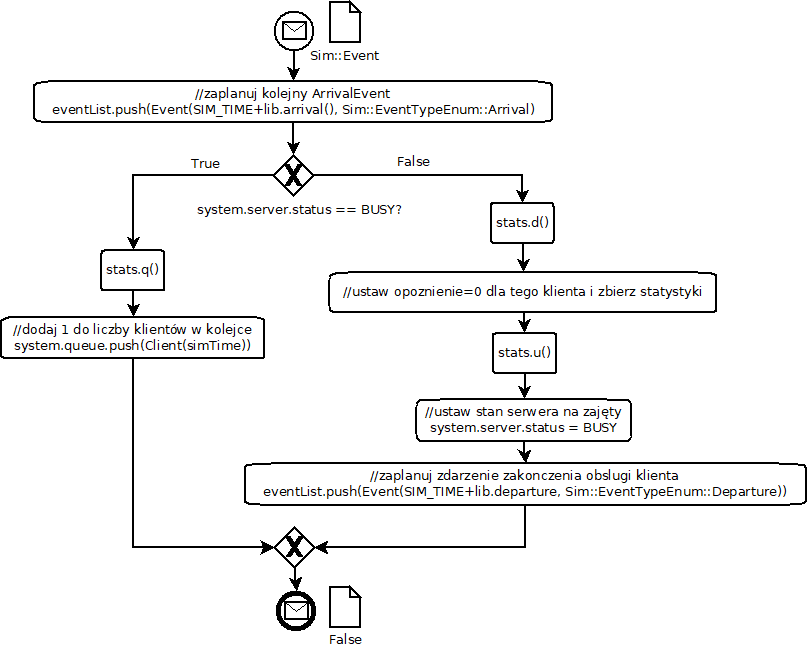 Sim::Event
//zaplanuj kolejny ArrivalEvent
eventList.push(Event(SIM_TIME+lib.arrival(), Sim::EventTypeEnum::Arrival)
True
False
system.server.status == BUSY?
stats.q()
//dodaj 1 do liczby klientów w kolejce
system.queue.push(Client(simTime))
stats.d()
//ustaw opoznienie=0 dla tego klienta i zbierz statystyki
stats.u()
//ustaw stan serwera na zajęty
system.server.status = BUSY
//zaplanuj zdarzenie zakonczenia obslugi klienta
eventList.push(Event(SIM_TIME+lib.departure, Sim::EventTypeEnum::Departure))
False